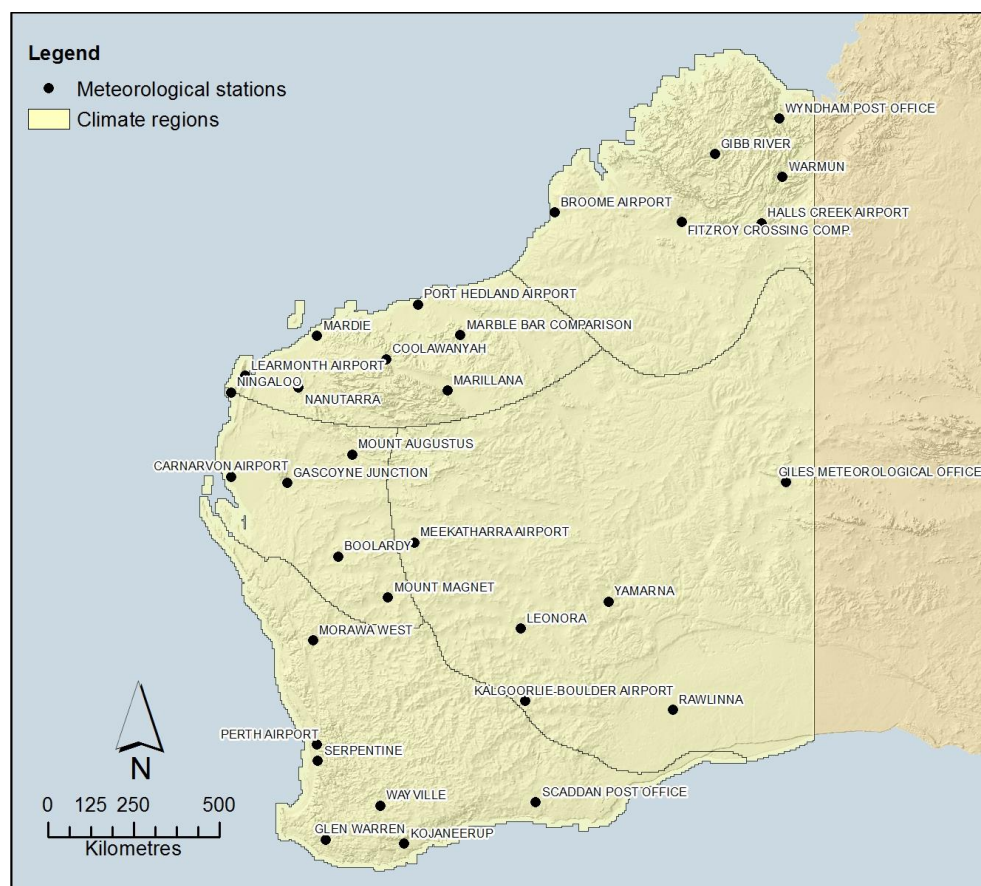 Legend
Meteorological stations
Climate regions
WYNDHAM POST OFFICE
GIBB RIVER
WARMUN
BROOME AIRPORT
HALLS CREEK AIRPORT
FITZROY CROSSING COMP.
PORT HEDLAND AIRPORT
MARDIE
MARBLE BAR COMPARISON
COOLAWANYAH
LEARMONTH AIRPORT
NINGALOO
MARILLANA
NANUTARRA
MOUNT AUGUSTUS
CARNARVON AIRPORT
GASCOYNE JUNCTION
GILES METEOROLOGICAL OFFICE
MEEKATHARRA AIRPORT
BOOLARDY
MOUNT MAGNET
YAMARNA
LEONORA
MORAWA WEST
KALGOORLIE-BOULDER AIRPORT
RAWLINNA
PERTH AIRPORT
SERPENTINE
N
WAYVILLE
SCADDAN POST OFFICE
0 125 250 500
GLEN WARREN
KOJANEERUP
Kilometres